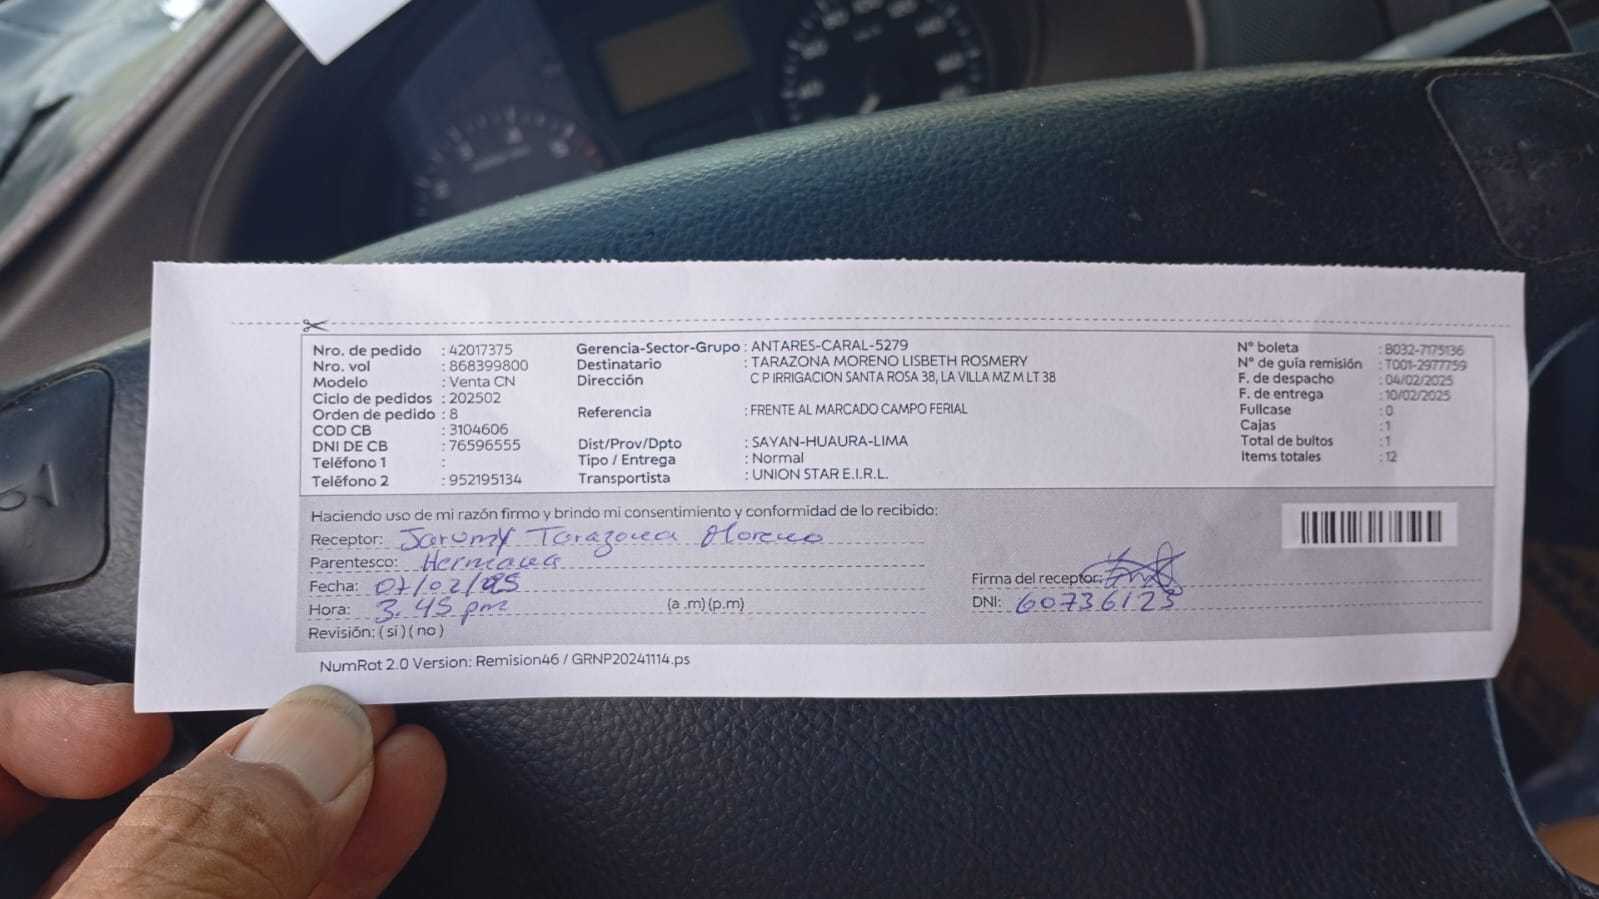 Nro. de pedido : 42017375
Nro. vol : 868399800
Modelo : Venta CN
Ciclo de pedidos : 202502
Orden de pedido : 8
COD CB : 3104606
DNI DE CB : 76596555
Teléfono 1 :
Teléfono 2 : 952195134
Gerencia-Sector-Grupo : ANTARES-CARAL-5279
Destinatario : TARAZONA MORENO LISBETH ROSMERY
Dirección C P IRRIGACION SANTA ROSA 38, LA VILLA MZ M LT 38
Referencia : FRENTE AL MARCADO CAMPO FERIAL
Dist/Prov/Dpto : SAYAN-HUAURA-LIMA
Tipo / Entrega : Normal
Transportista : UNION STAR E.I.R.L.
N° boleta : B032-7175136
N° de guía remisión : T001-2977759
F. de despacho : 04/02/2025
F. de entrega : 10/02/2025
Fullcase : 0
Cajas : 1
Total de bultos : 1
Items totales : 12
Haciendo uso de mi razón firmo y brindo mi consentimiento y conformidad de lo recibido:
Receptor: Jarumy Tarazona Moreno
Parentesco: Hermana
Fecha: 07/02/25
Hora: 3.45 pm (a .m) (p.m)
Revisión: ( si ) ( no )
Firma del receptor:
DNI: 60736123
NumRot 2.0 Version: Remision46 / GRNP20241114.ps